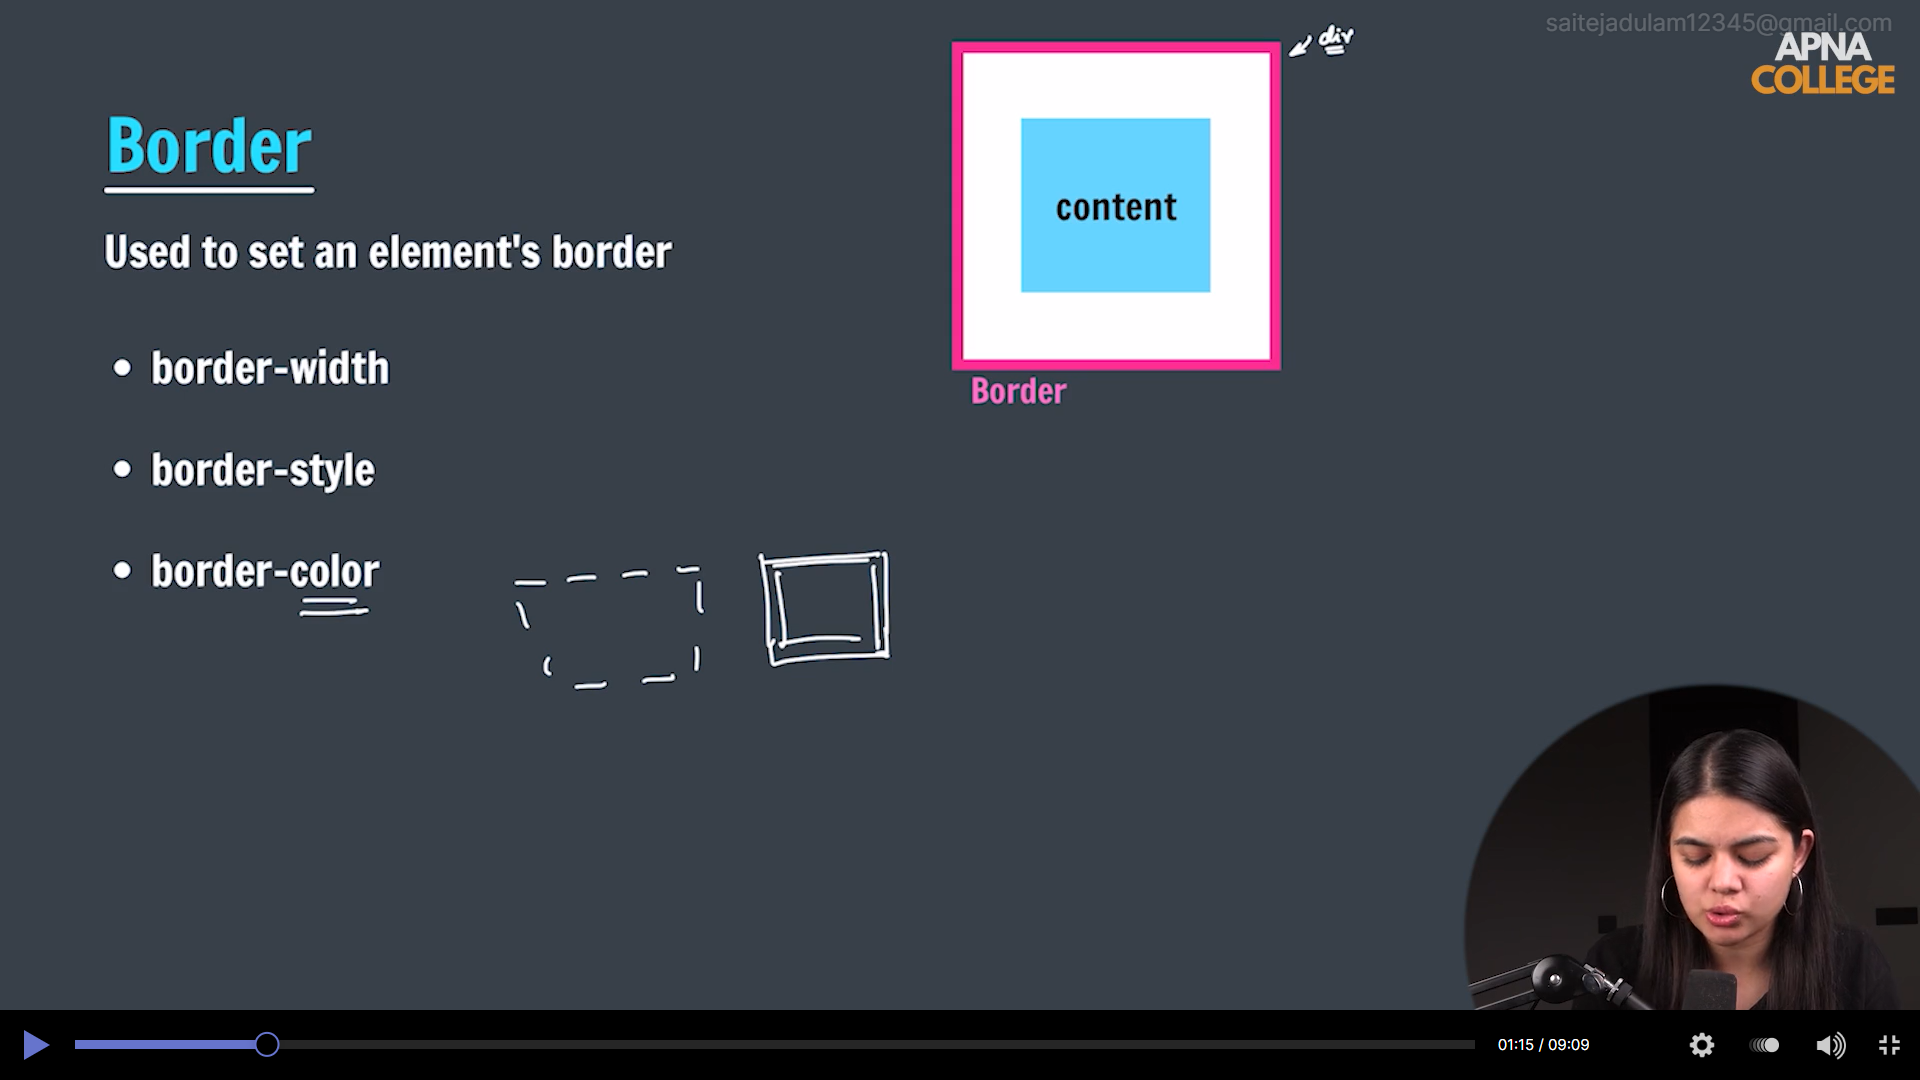 saitejadulam12345@gmail.com
div
APNA
COLLEGE
Border
content
Used to set an element's border
• border-width
Border
• border-style
• border-color
01:15 / 09:09